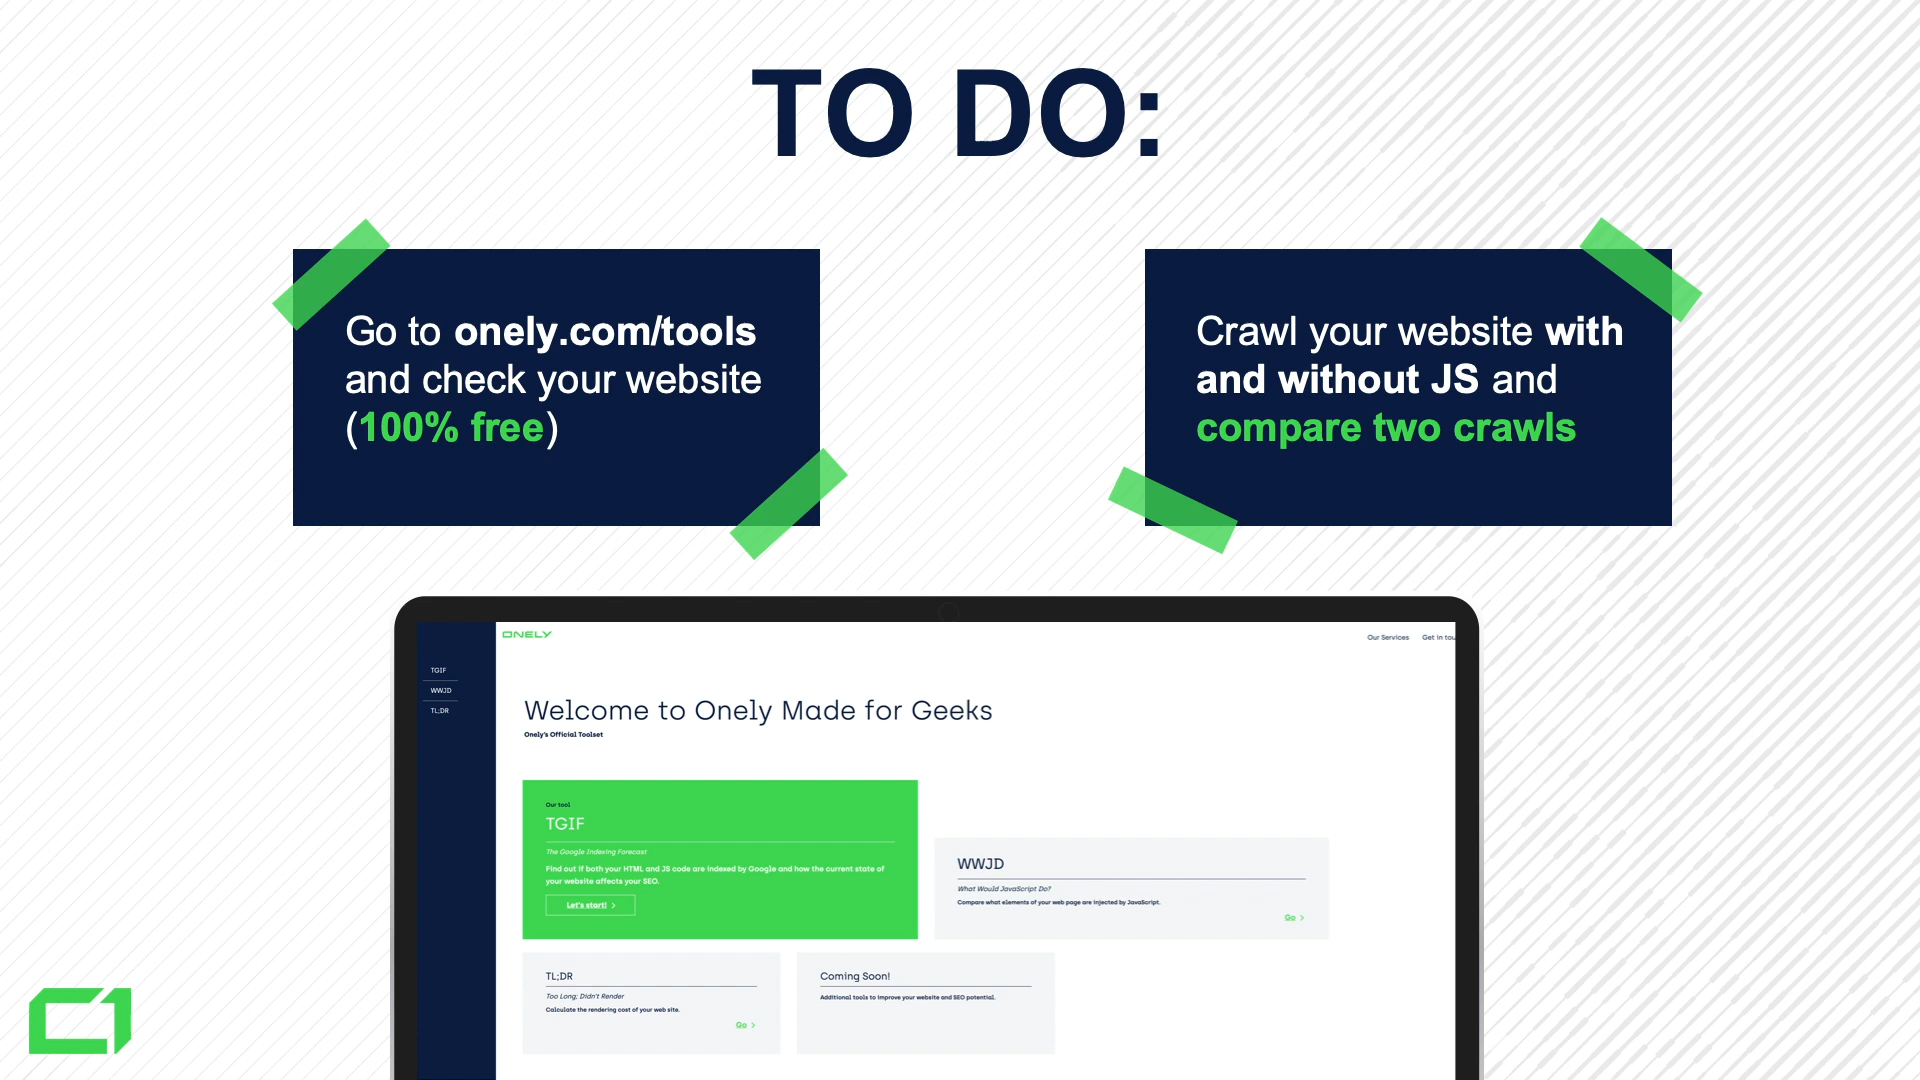 TO DO:
Go to onely.com/tools
and check your website
(100% free)
Crawl your website with
and without JS and
compare two crawls
ONELY
Our Services
Get in tou
TGIF
WWJD
TL;DR
Welcome to Onely Made for Geeks
Onely's Official Toolset
Our tool
TGIF
The Google Indexing Forecast
Find out if both your HTML and JS code are indexed by Google and how the current state of
your website affects your SEO.
Let's start!
WWJD
What Would JavaScript Do?
Compare what elements of your web page are injected by JavaScript.
Go
TL;DR
Too Long; Didn't Render
Calculate the rendering cost of your web site.
Go
Coming Soon!
Additional tools to improve your website and SEO potential.